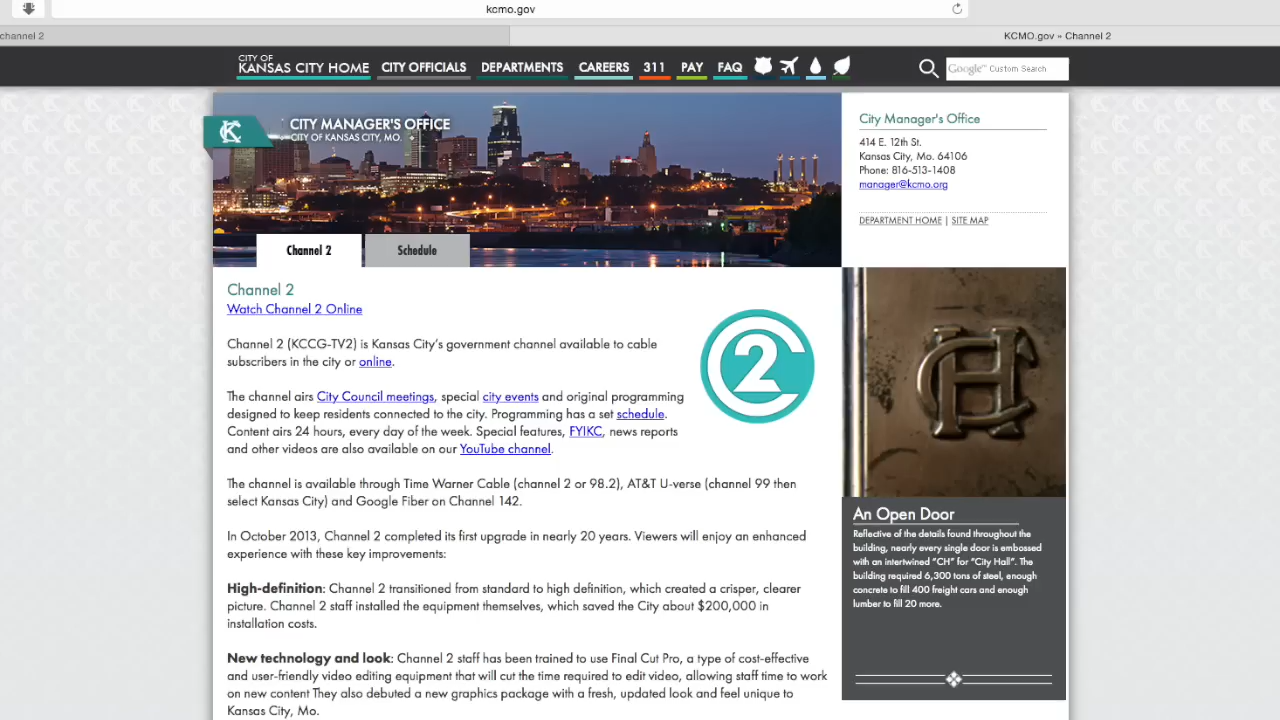 kcmo.gov
channel 2
KCMO.gov » Channel 2
CITY OF
KANSAS CITY HOME
CITY OFFICIALS
DEPARTMENTS
CAREERS
311
PAY
FAQ
Google™ Custom Search
KC
CITY MANAGER'S OFFICE
CITY OF KANSAS CITY, MO.
Channel 2
Schedule
City Manager's Office
414 E. 12th St.
Kansas City, Mo. 64106
Phone: 816-513-1408
manager@kcmo.org
DEPARTMENT HOME | SITE MAP
Channel 2
Watch Channel 2 Online
Channel 2 (KCCG-TV2) is Kansas City's government channel available to cable
subscribers in the city or online.
The channel airs City Council meetings, special city events and original programming
designed to keep residents connected to the city. Programming has a set schedule.
Content airs 24 hours, every day of the week. Special features, FYIKC, news reports
and other videos are also available on our YouTube channel.
2
The channel is available through Time Warner Cable (channel 2 or 98.2), AT&T U-verse (channel 99 then
select Kansas City) and Google Fiber on Channel 142.
In October 2013, Channel 2 completed its first upgrade in nearly 20 years. Viewers will enjoy an enhanced
experience with these key improvements:
High-definition: Channel 2 transitioned from standard to high definition, which created a crisper, clearer
picture. Channel 2 staff installed the equipment themselves, which saved the City about $200,000 in
installation costs.
New technology and look: Channel 2 staff has been trained to use Final Cut Pro, a type of cost-effective
and user-friendly video editing equipment that will cut the time required to edit video, allowing staff time to work
on new content They also debuted a new graphics package with a fresh, updated look and feel unique to
Kansas City, Mo.
CH
An Open Door
Reflective of the details found throughout the
building, nearly every single door is embossed
with an intertwined "CH" for "City Hall". The
building required 6,300 tons of steel, enough
concrete to fill 400 freight cars and enough
lumber to fill 20 more.